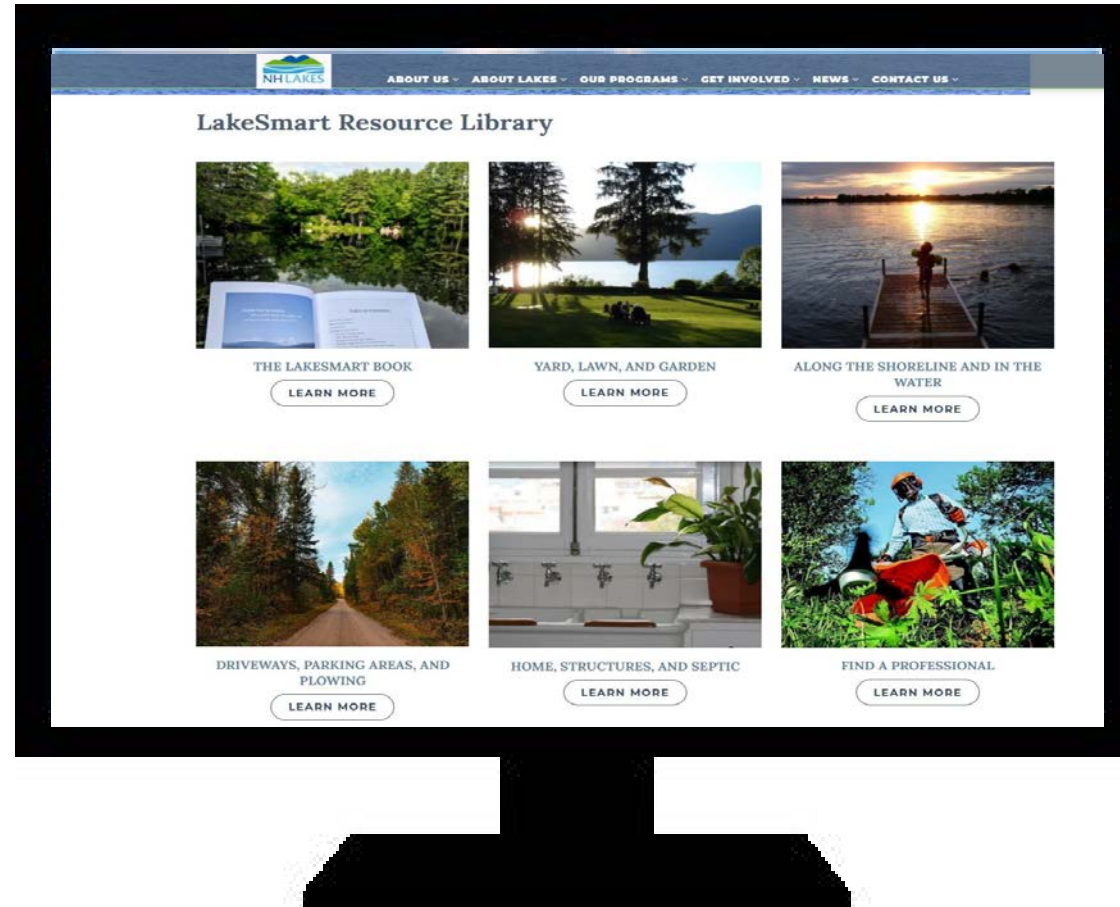 NH LAKES
ABOUT US ABOUT LAKES OUR PROGRAMS GET INVOLVED NEWS CONTACT US
LakeSmart Resource Library
THE LAKESMART BOOK
LEARN MORE
YARD, LAWN, AND GARDEN
LEARN MORE
ALONG THE SHORELINE AND IN THE
WATER
LEARN MORE
DRIVEWAYS, PARKING AREAS, AND
PLOWING
LEARN MORE
HOME, STRUCTURES, AND SEPTIC
LEARN MORE
FIND A PROFESSIONAL
LEARN MORE